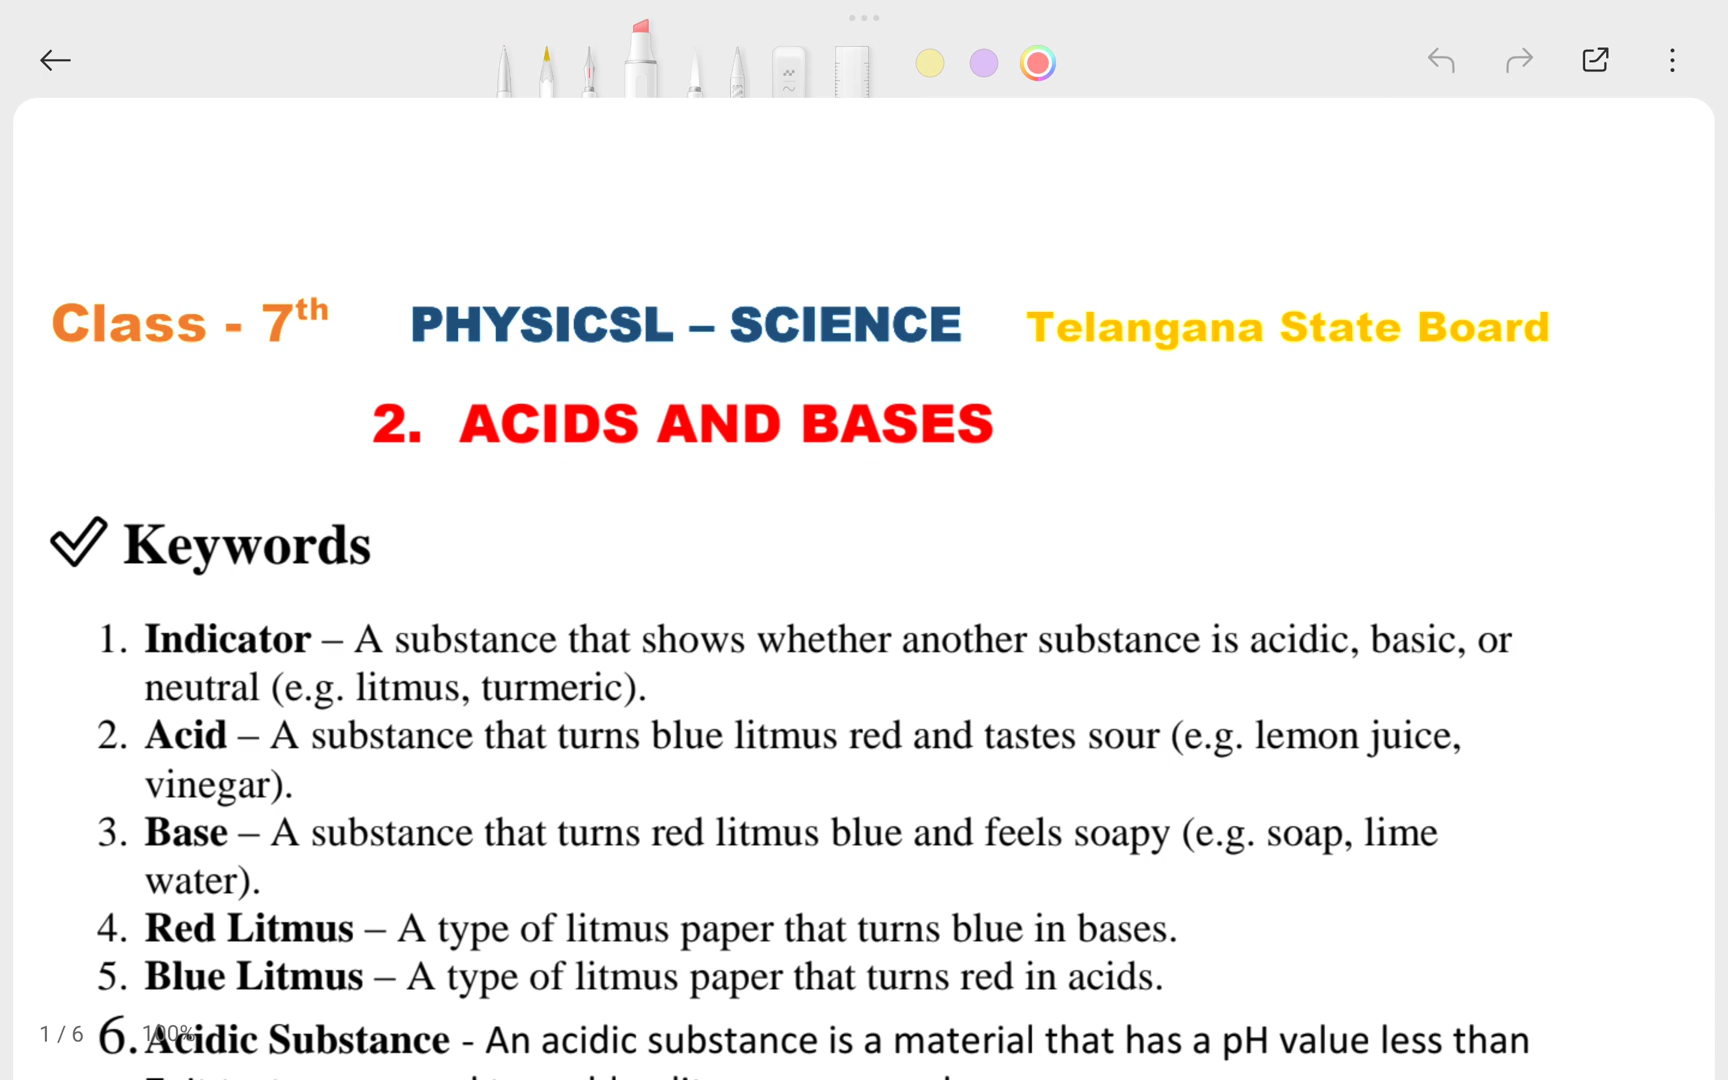 Class - 7th PHYSICSL – SCIENCE Telangana State Board
2. ACIDS AND BASES
Keywords
1. Indicator – A substance that shows whether another substance is acidic, basic, or
neutral (e.g. litmus, turmeric).
2. Acid – A substance that turns blue litmus red and tastes sour (e.g. lemon juice,
vinegar).
3. Base – A substance that turns red litmus blue and feels soapy (e.g. soap, lime
water).
4. Red Litmus – A type of litmus paper that turns blue in bases.
5. Blue Litmus – A type of litmus paper that turns red in acids.
1 / 6 100%
6. Acidic Substance - An acidic substance is a material that has a pH value less than